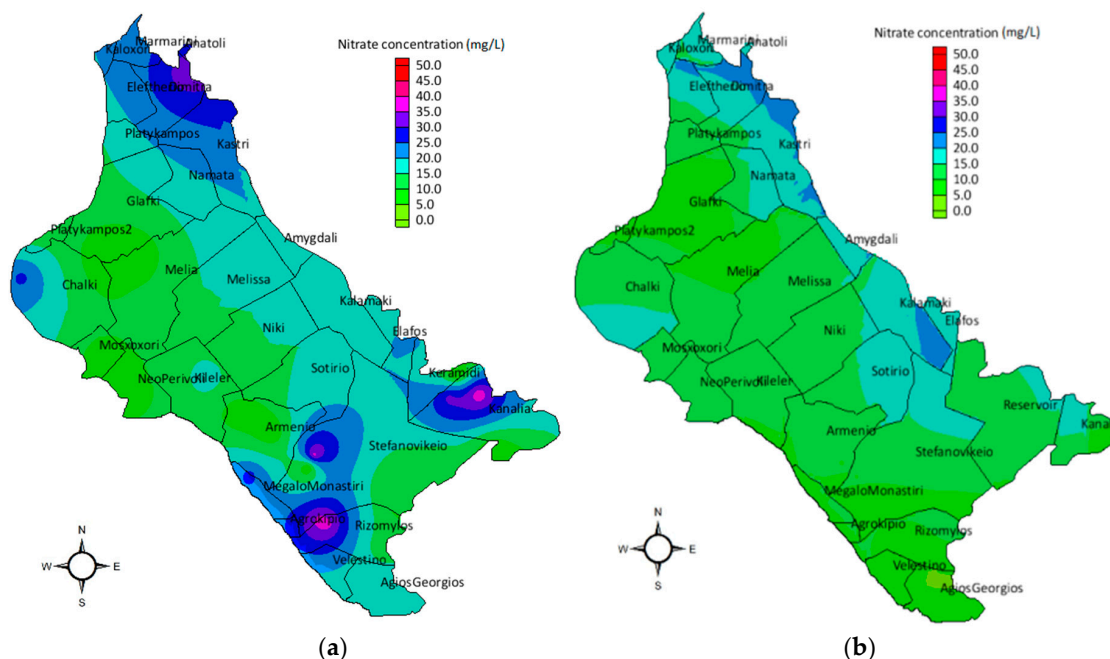 Nitrate concentration (mg/L)
50.0
45.0
40.0
35.0
30.0
25.0
20.0
15.0
10.0
5.0
0.0
Marmarini
Anatoli
Kaloxori
Dimitra
Platykampos
Kastri
Namata
Glafki
Platykampos2
Amygdali
Melia
Melissa
Chalki
Kalamaki
Niki
Elafos
Mosxoxori
Sotirio
Keramidi
NeoPerivoli
Kileler
Kanalia
Armenio
Stefanovikeio
MegaloMonastiri
Agrokipio
Rizomylos
Velestino
AgiosGeorgios
N
W
E
S
(a)
Nitrate concentration (mg/L)
50.0
45.0
40.0
35.0
30.0
25.0
20.0
15.0
10.0
5.0
0.0
Marmarini
Anatoli
Kaloxori
Platykampos
Kastri
Namata
Glafki
Platykampos2
Amygdali
Melia
Melissa
Chalki
Kalamaki
Elafos
Niki
Mosxoxori
Sotirio
NeoPerivoli
Kileler
Reservoir
Armenio
Stefanovikeio
MegaloMonastiri
Agrokipio
Rizomylos
Velestino
AgiosGeorgios
N
W
E
S
(b)